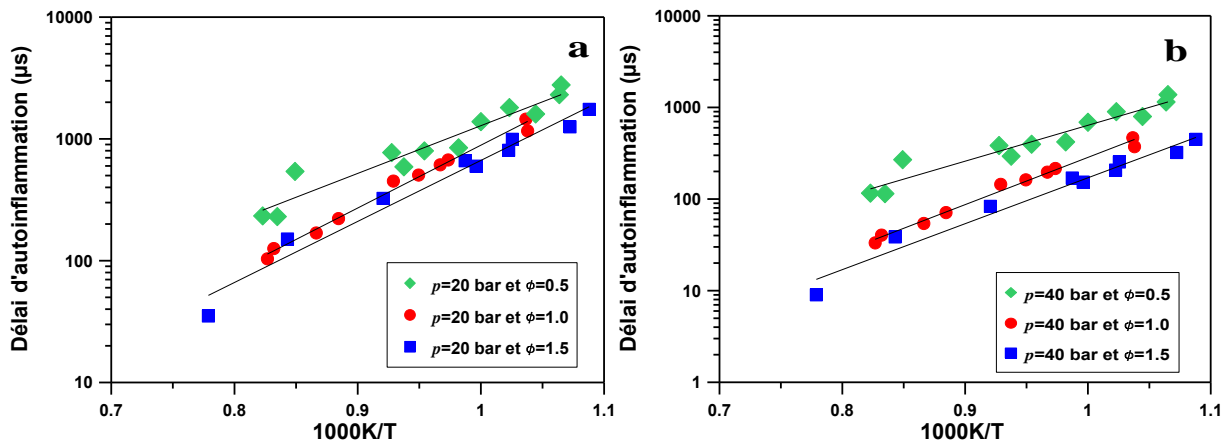 10000
1000
100
10
Délai d'autoinflammation (µs)
a
p=20 bar et ϕ=0.5
p=20 bar et ϕ=1.0
p=20 bar et ϕ=1.5
0.7 0.8 0.9 1 1.1
1000K/T
10000
1000
100
10
1
Délai d'autoinflammation (µs)
b
p=40 bar et ϕ=0.5
p=40 bar et ϕ=1.0
p=40 bar et ϕ=1.5
0.7 0.8 0.9 1 1.1
1000K/T